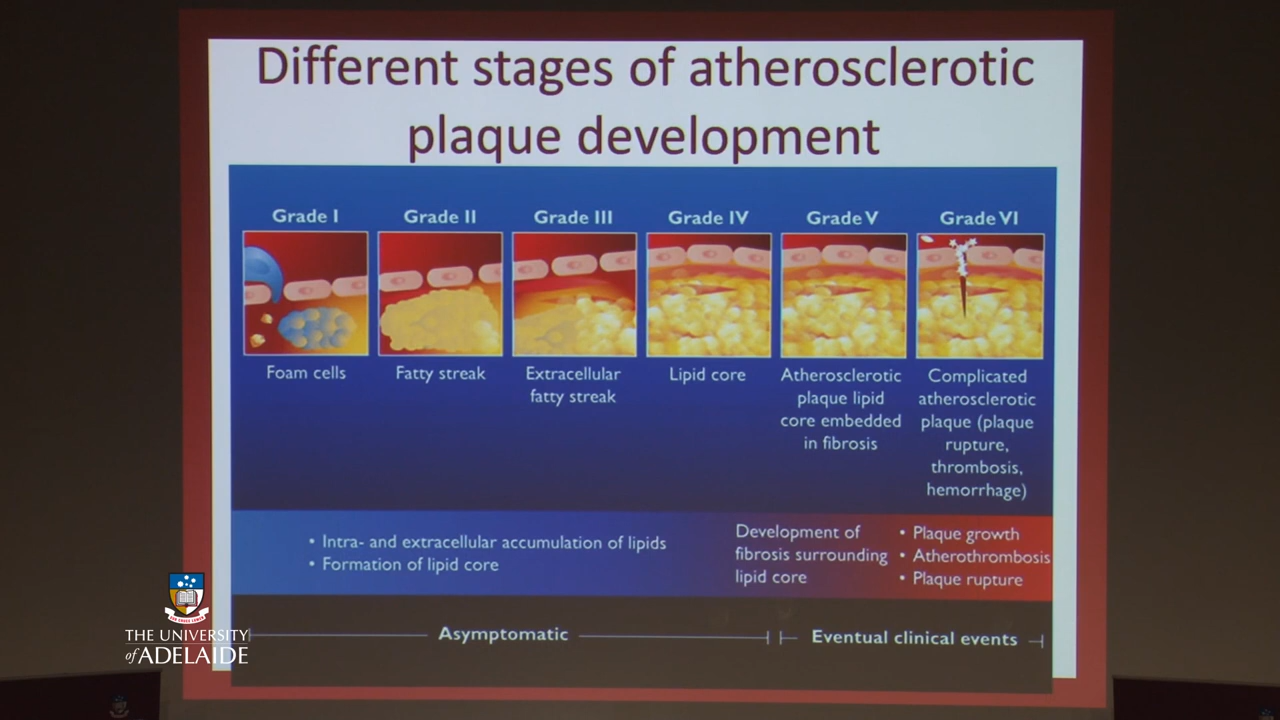 Different stages of atherosclerotic
plaque development
Grade I
Grade II
Grade III
Grade IV
Grade V
Grade VI
Foam cells
Fatty streak
Extracellular
fatty streak
Lipid core
Atherosclerotic
plaque lipid
core embedded
in fibrosis
Complicated
atherosclerotic
plaque (plaque
rupture,
thrombosis,
hemorrhage)
• Intra- and extracellular accumulation of lipids
• Formation of lipid core
Development of
fibrosis surrounding
lipid core
• Plaque growth
• Atherothrombosis
• Plaque rupture
Asymptomatic
Eventual clinical events
THE UNIVERSITY
of ADELAIDE